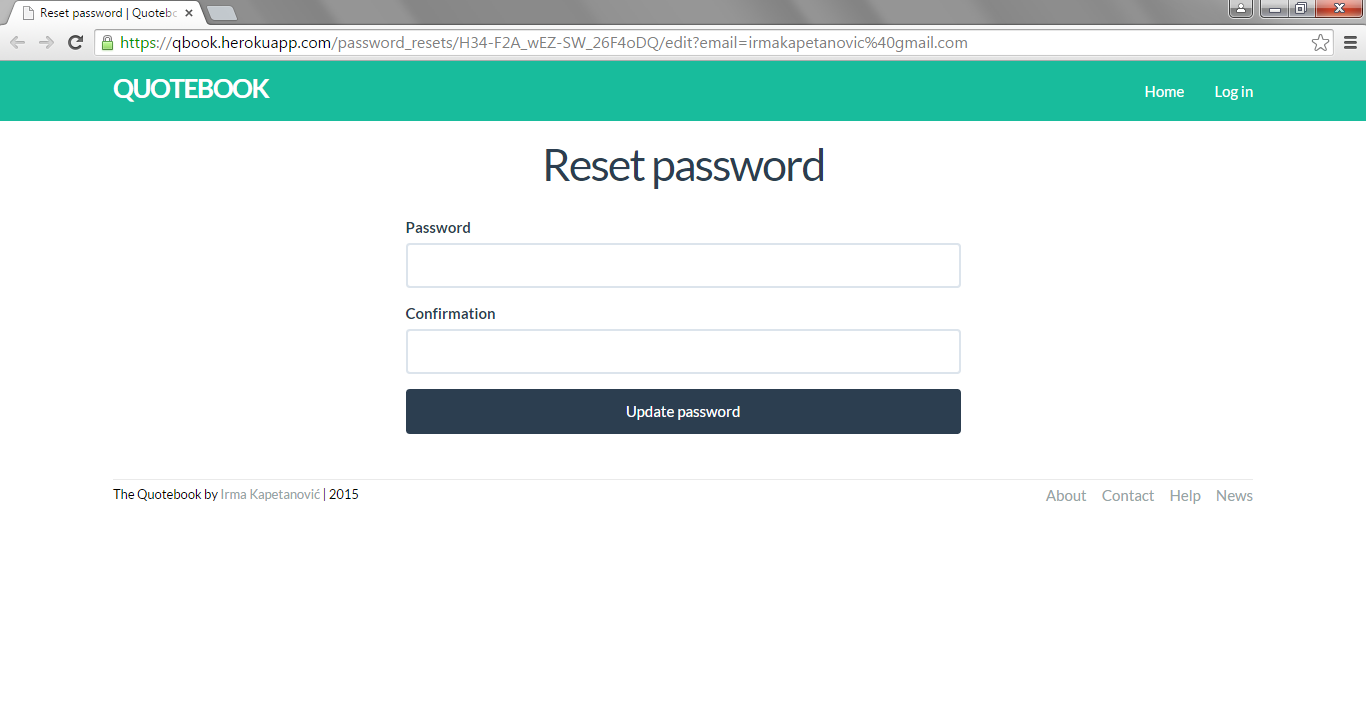 Reset password | Quotebo
https://qbook.herokuapp.com/password_resets/H34-F2A_wEZ-SW_26F4oDQ/edit?email=irmakapetanovic%40gmail.com
QUOTEBOOK Home Log in
Reset password
Password
Confirmation
Update password
The Quotebook by Irma Kapetanović | 2015 About Contact Help News